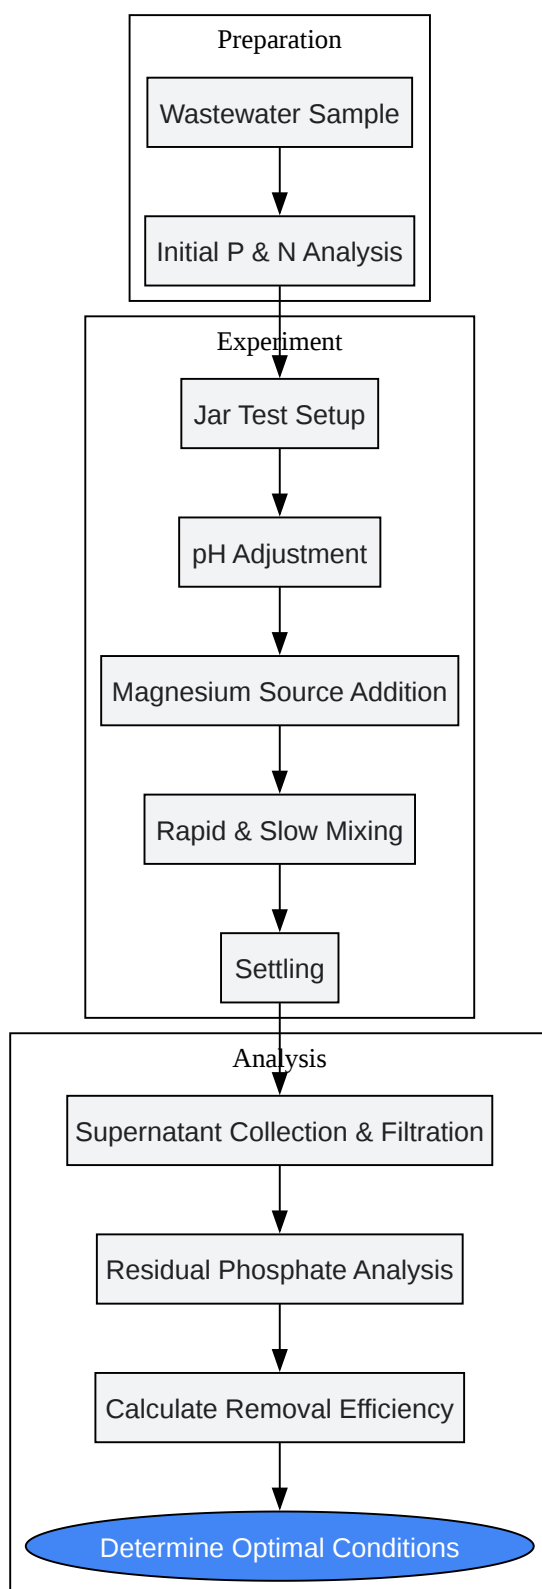 Preparation
Wastewater Sample
Initial P & N Analysis
Experiment
Jar Test Setup
pH Adjustment
Magnesium Source Addition
Rapid & Slow Mixing
Settling
Analysis
Supernatant Collection & Filtration
Residual Phosphate Analysis
Calculate Removal Efficiency
Determine Optimal Conditions